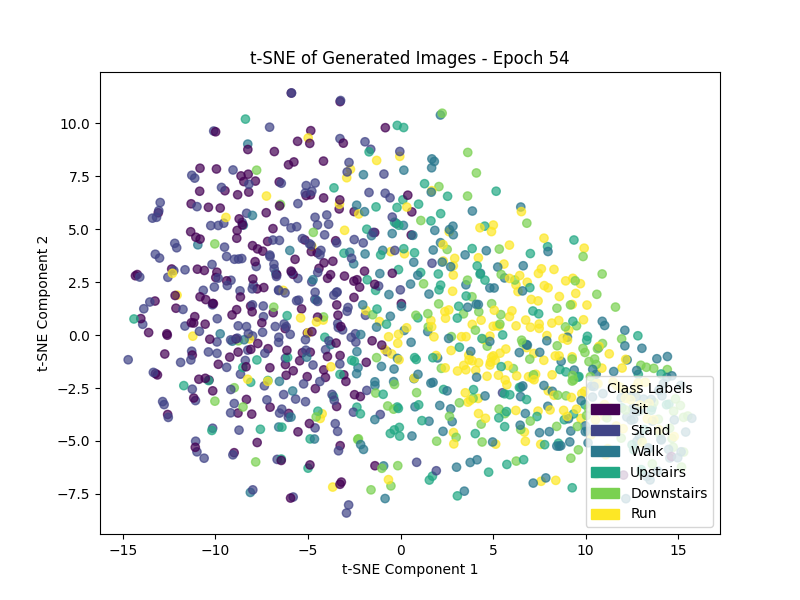 t-SNE of Generated Images - Epoch 54
10.0
7.5
5.0
2.5
0.0
−2.5
−5.0
−7.5
t-SNE Component 2
Class Labels
Sit
Stand
Walk
Upstairs
Downstairs
Run
−15
−10
−5
0
5
10
15
t-SNE Component 1